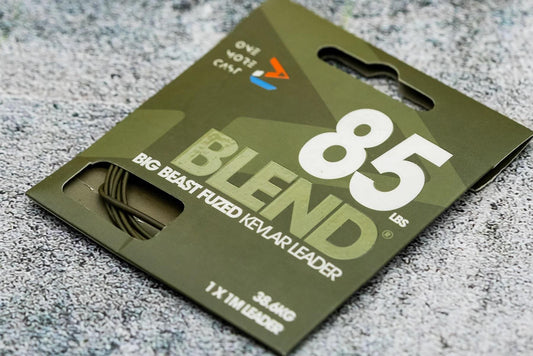 ONE
MORE
CAST
85
LBS
BLEND®
BIG BEAST FUZED KEVLAR LEADER
38.6KG
1 X 1M LEADER